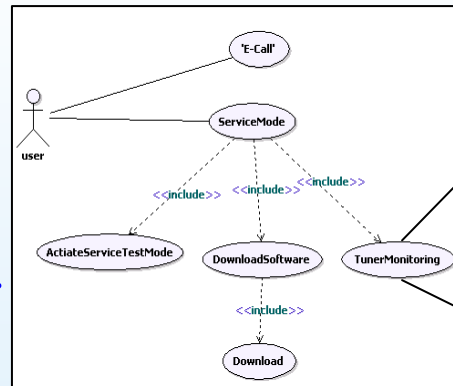 'E-Call'
ServiceMode
user
<<include>>
<<include>>
<<include>>
ActiateServiceTestMode
DownloadSoftware
TunerMonitoring
<<include>>
Download